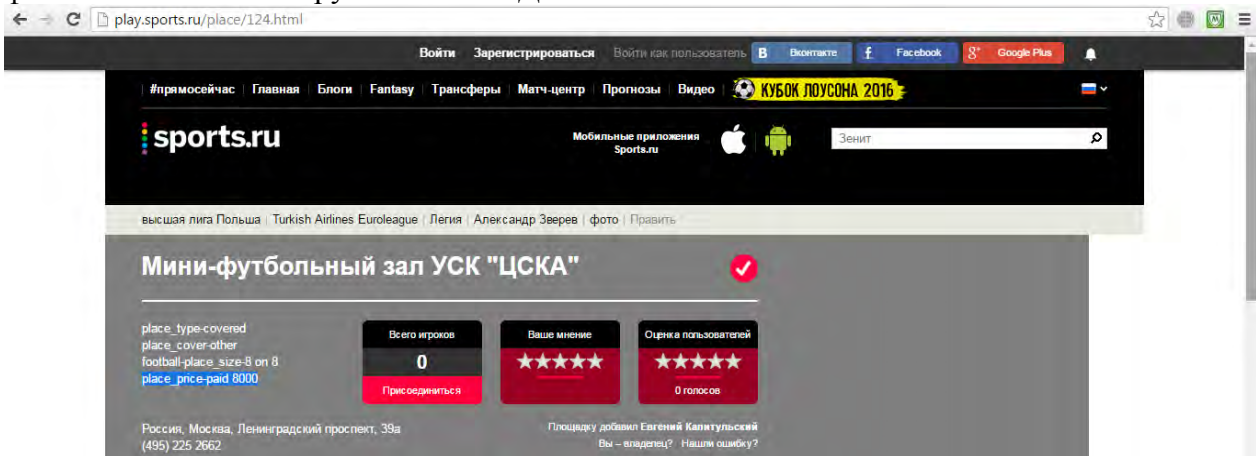 play.sports.ru/place/124.html
Войти Зарегистрироваться Войти как пользователь В Вконтакте f Facebook g+ Google Plus
#прямосейчас Главная Блоги Fantasy Трансферы Матч-центр Прогнозы Видео КУБОК ЛОУСОНА 2016
sports.ru
Мобильные приложения
Sports.ru
Зенит
высшая лига Польша Turkish Airlines Euroleague Легия Александр Зверев фото Править
Мини-футбольный зал УСК "ЦСКА"
place_type-covered
place_cover-other
football-place_size-8 on 8
place_price-paid 8000
Всего игроков
0
Присоединиться
Ваше мнение
Оценка пользователей
0 голосов
Россия, Москва, Ленинградский проспект, 39а
(495) 225 2662
Площадку добавил Евгений Капитульский
Вы – владелец? Нашли ошибку?